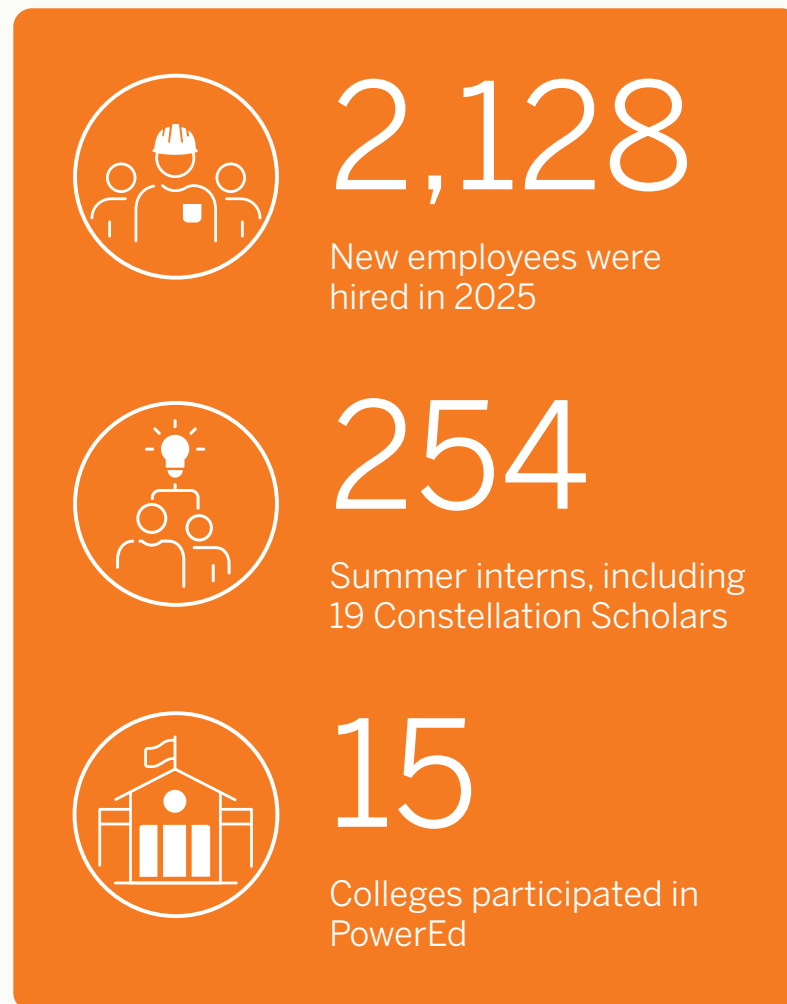 2,128
New employees were
hired in 2025
254
Summer interns, including
19 Constellation Scholars
15
Colleges participated in
PowerEd